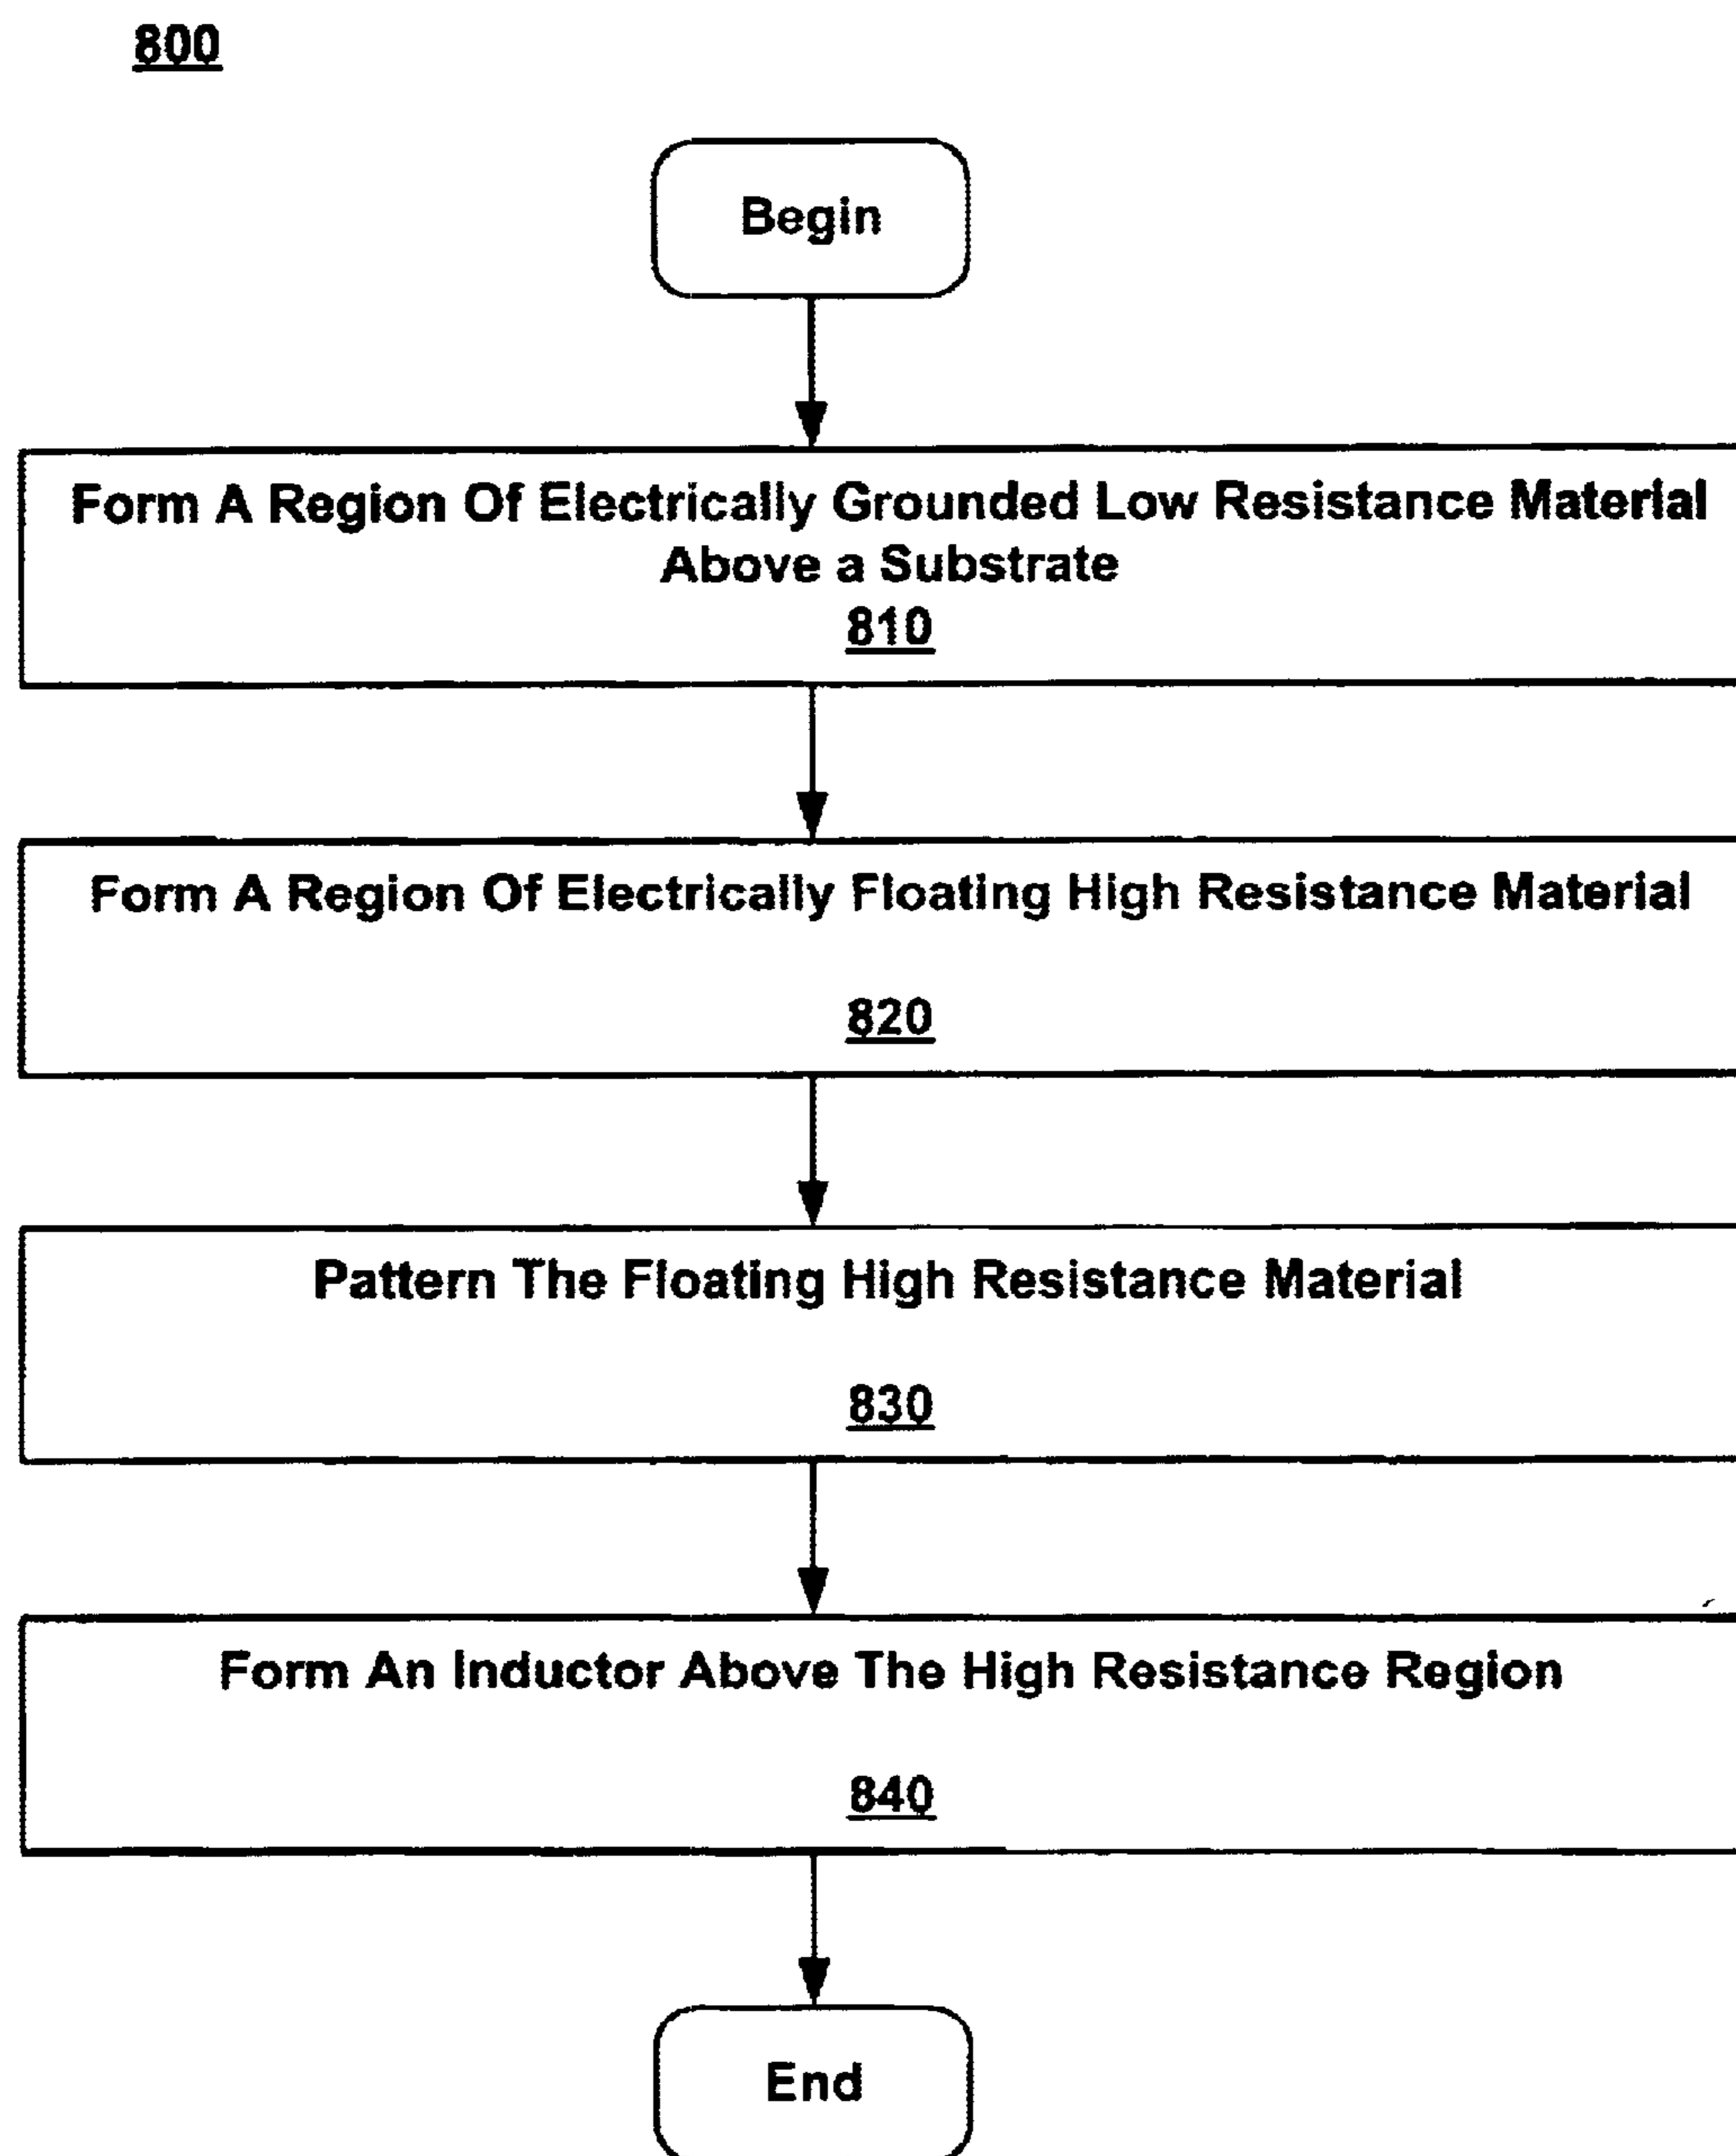 800
Begin
Form A Region Of Electrically Grounded Low Resistance Material
Above a Substrate
810
Form A Region Of Electrically Floating High Resistance Material
820
Pattern The Floating High Resistance Material
830
Form An Inductor Above The High Resistance Region
840
End